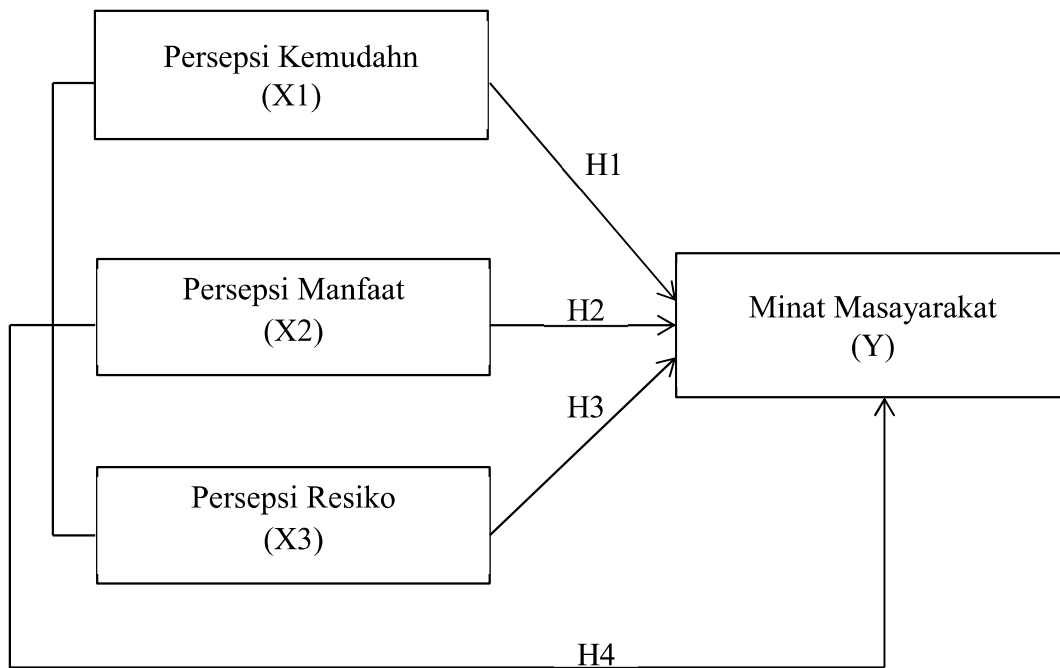 Persepsi Kemudahn
(X1)
H1
Persepsi Manfaat
(X2)
H2
Minat Masayarakat
(Y)
H3
Persepsi Resiko
(X3)
H4